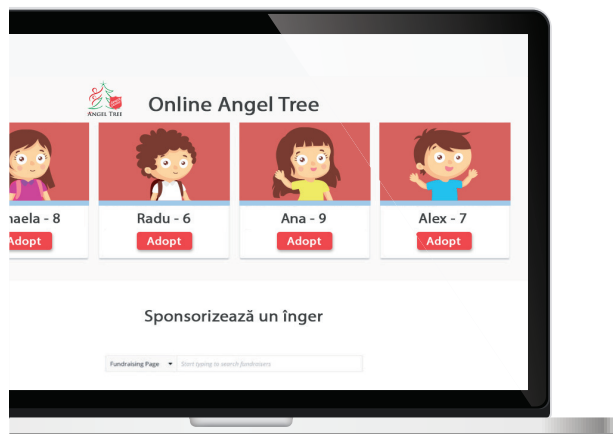 ANGEL TREE
Online Angel Tree
haela - 8
Adopt
Radu - 6
Adopt
Ana - 9
Adopt
Alex - 7
Adopt
Sponsorizează un înger
Fundraising Page
Start typing to search fundraisers